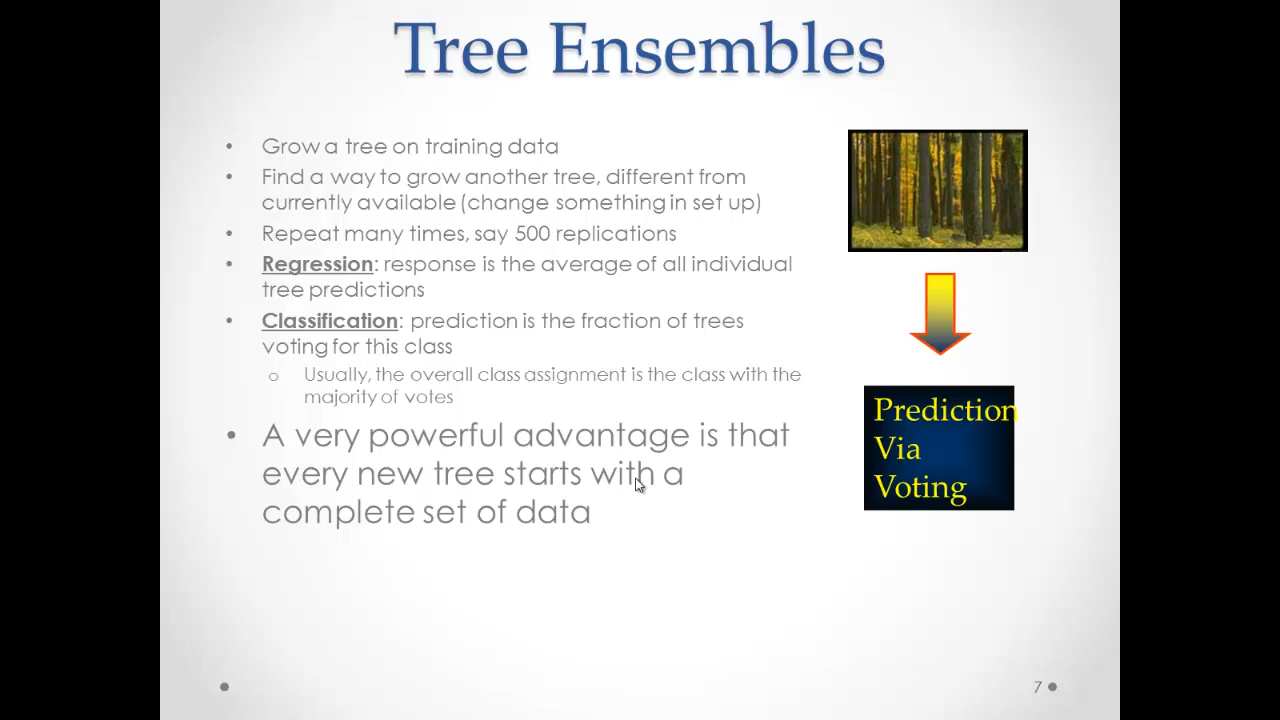 Tree Ensembles
• Grow a tree on training data
• Find a way to grow another tree, different from
currently available (change something in set up)
• Repeat many times, say 500 replications
• Regression: response is the average of all individual
tree predictions
• Classification: prediction is the fraction of trees
voting for this class
o Usually, the overall class assignment is the class with the
majority of votes
• A very powerful advantage is that
every new tree starts with a
complete set of data
Prediction
Via
Voting
7